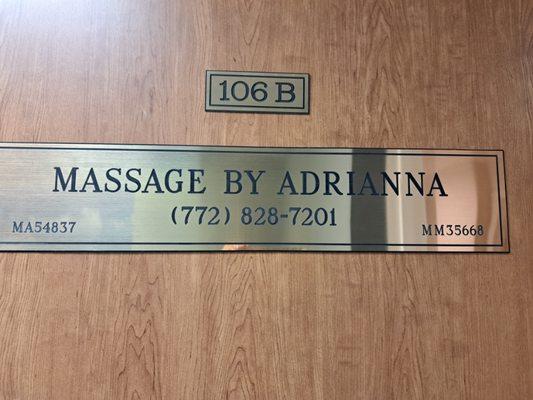 106 B
MASSAGE BY ADRIANNA
(772) 828-7201
MA54837
MM35668